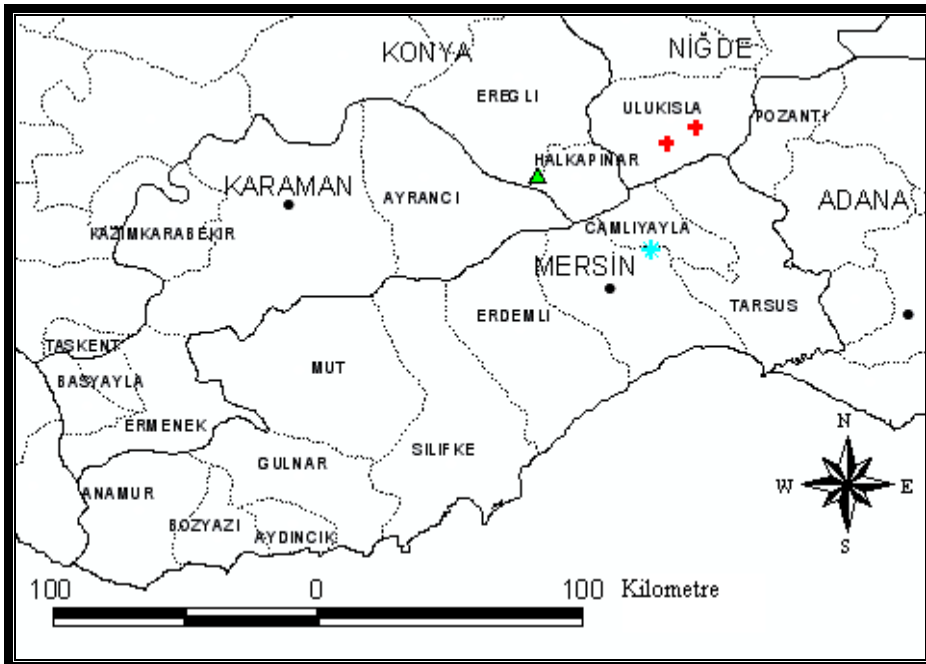 KONYA
NİĞDE
EREGLI
ULUKISLA
POZANTI
HALKAPINAR
KARAMAN
AYRANCI
ADANA
KAZIMKARABEKIR
CAMLIYAYLA
MERSİN
TARSUS
ERDEMLI
TASKENT
MUT
BASYAYLA
ERMENEK
N
SILIFKE
GULNAR
W
E
ANAMUR
BOZYAZI
AYDINCIK
S
100 0 100 Kilometre